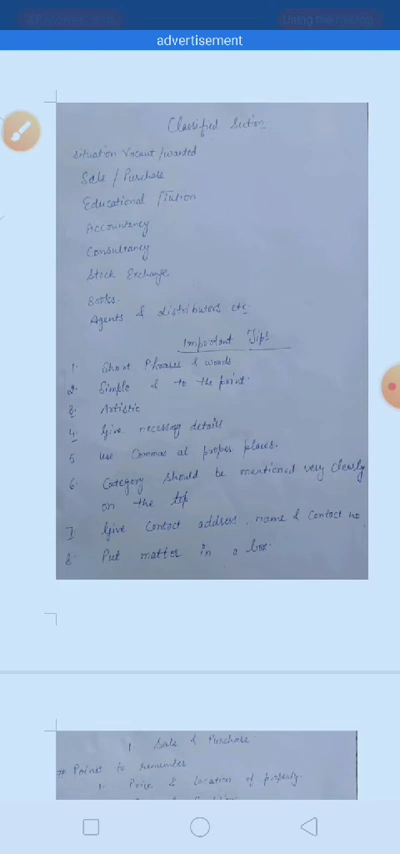 advertisement
Classified Section
Situation Vacant / wanted
Sale / Purchase
Educational / Tution
Accountancy
Consultancy
Stock Exchange
Books.
Agents & distributers etc.
Important Tips
1. Short Phrases & words
2. Simple & to the point.
3. Artistic
4. Give necessary details
5. Use Commas at proper places.
6. Category should be mentioned very clearly
on the top
7. Give Contact address, name & Contact no.
8. Put matter in a box.
1. Sale & Purchase
# Points to remember
1. Price & location of property.